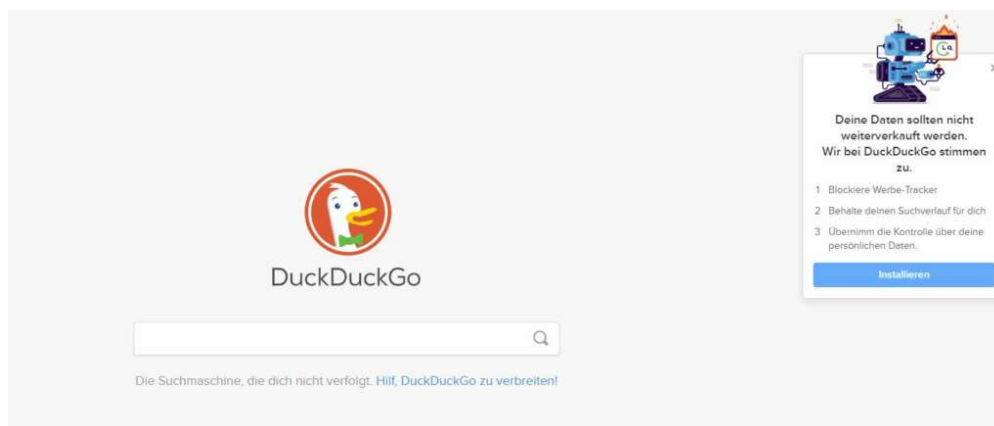 Deine Daten sollten nicht
weiterverkauft werden.
Wir bei DuckDuckGo stimmen
zu.
1 Blockiere Werbe-Tracker
2 Behalte deinen Suchverlauf für dich
3 Übernimm die Kontrolle über deine
persönlichen Daten.
Installieren
DuckDuckGo
Die Suchmaschine, die dich nicht verfolgt. Hilf, DuckDuckGo zu verbreiten!